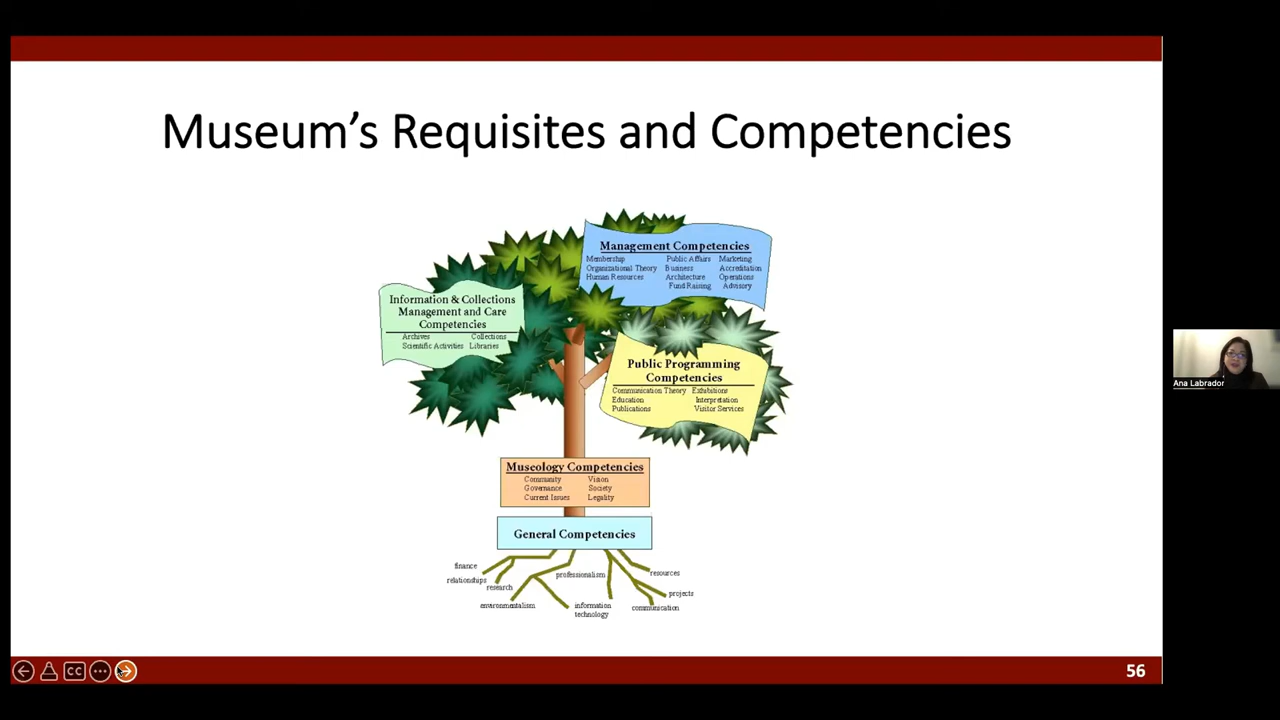 Museum's Requisites and Competencies
Management Competencies
Membership Public Affairs Marketing
Organizational Theory Business Accreditation
Human Resources Architecture Operations
Fund Raising Advisory
Information & Collections
Management and Care
Competencies
Archives Collections
Scientific Activities Libraries
Public Programming
Competencies
Communication Theory Exhibitions
Education Interpretation
Publications Visitor Services
Museology Competencies
Community Vision
Governance Society
Current Issues Legality
General Competencies
finance
relationships
research
environmentalism
professionalism
information
technology
resources
projects
communication
Ana Labrador
CC
56